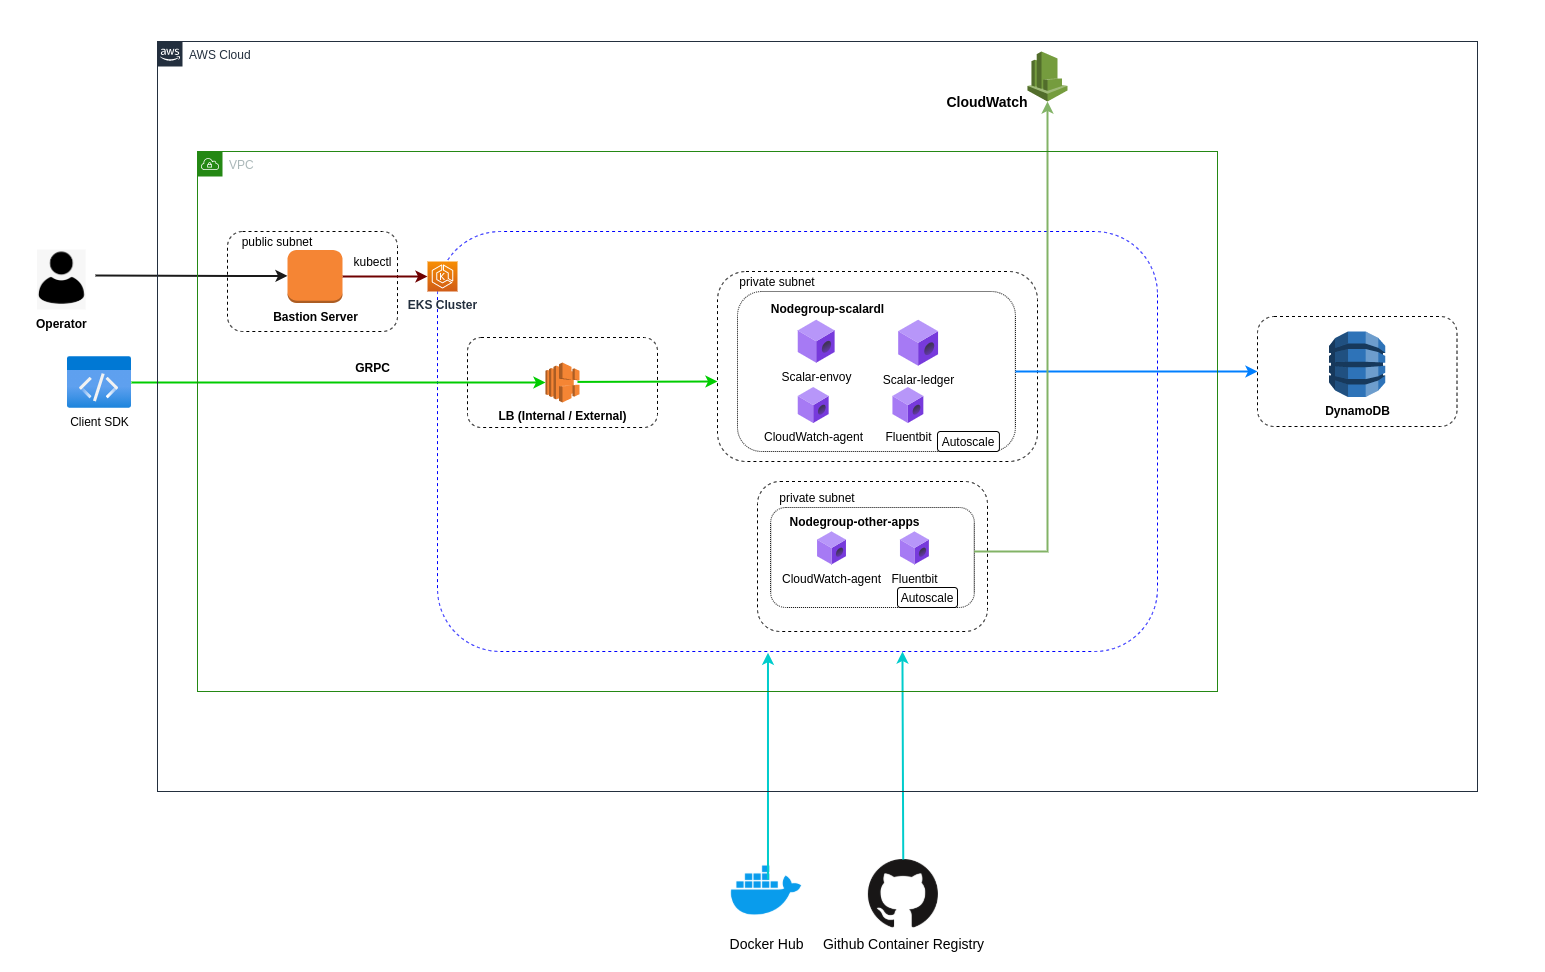 aws
AWS Cloud
CloudWatch
VPC
public subnet
kubectl
Bastion Server
EKS Cluster
Operator
private subnet
Nodegroup-scalardl
Scalar-envoy
Scalar-ledger
CloudWatch-agent
Fluentbit
Autoscale
GRPC
LB (Internal / External)
Client SDK
DynamoDB
private subnet
Nodegroup-other-apps
CloudWatch-agent
Fluentbit
Autoscale
Docker Hub
Github Container Registry